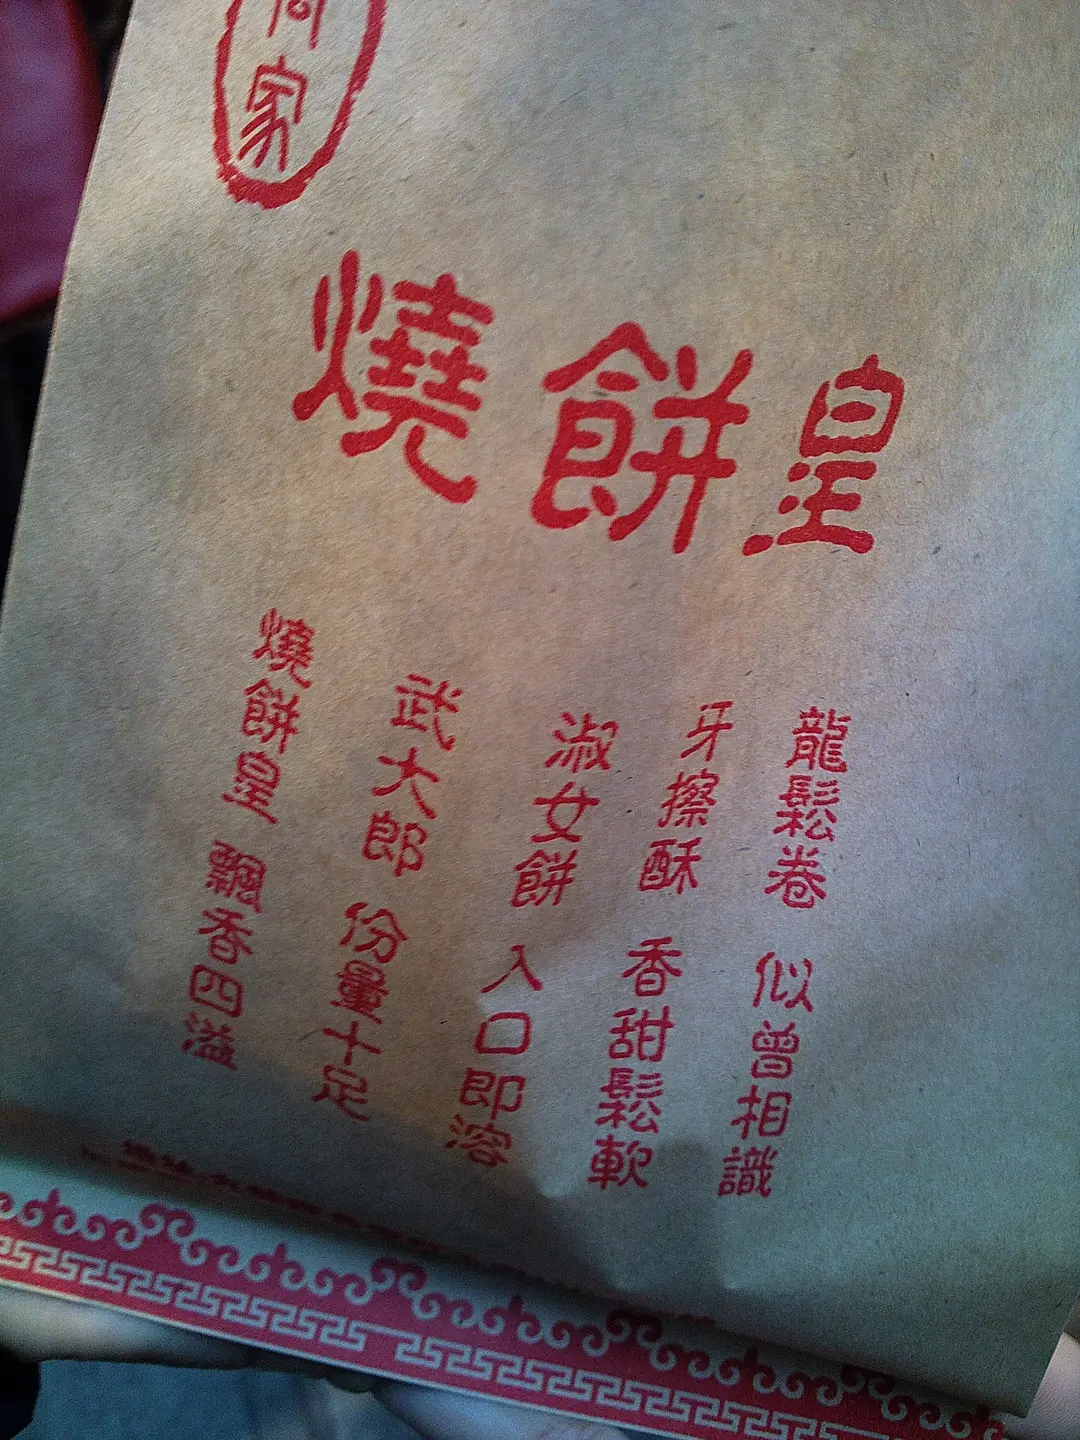 家
燒餅皇
龍鬆卷 似曾相識
牙擦酥 香甜鬆軟
淑女餅 入口即溶
武大郎 份量十足
燒餅皇 飄香四溢